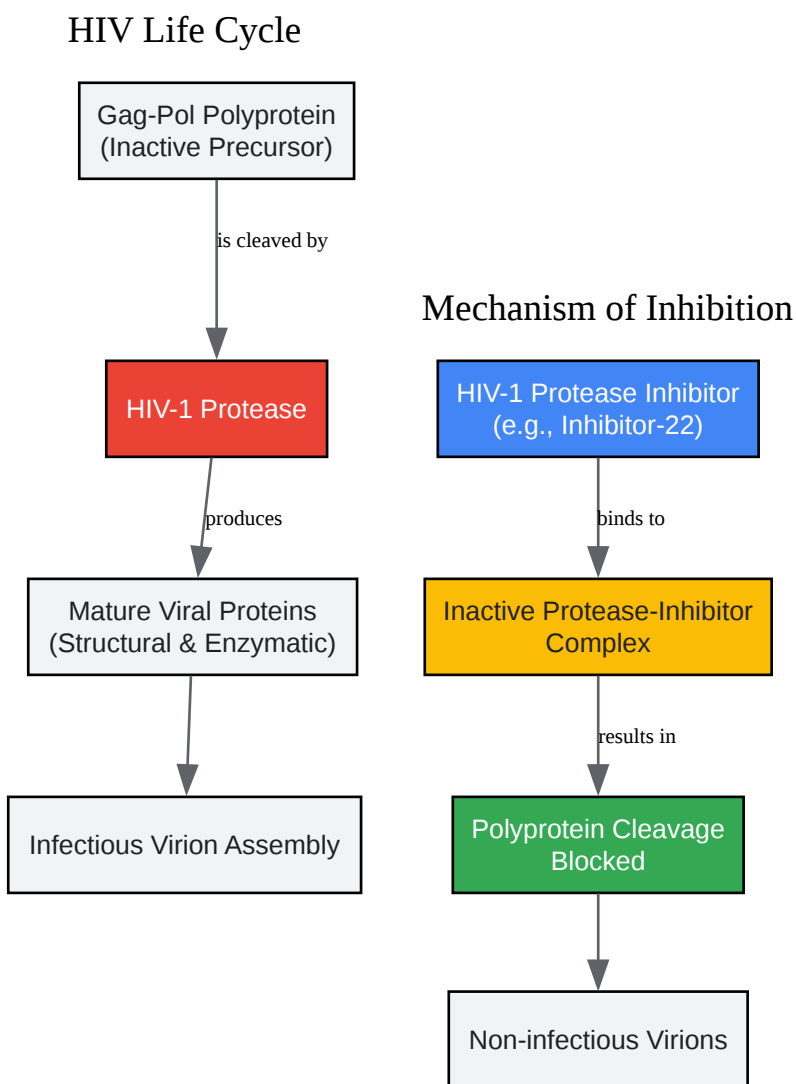 HIV Life Cycle
Gag-Pol Polyprotein
(Inactive Precursor)
is cleaved by
HIV-1 Protease
produces
Mature Viral Proteins
(Structural & Enzymatic)
Infectious Virion Assembly
Mechanism of Inhibition
HIV-1 Protease Inhibitor
(e.g., Inhibitor-22)
binds to
Inactive Protease-Inhibitor
Complex
results in
Polyprotein Cleavage
Blocked
Non-infectious Virions